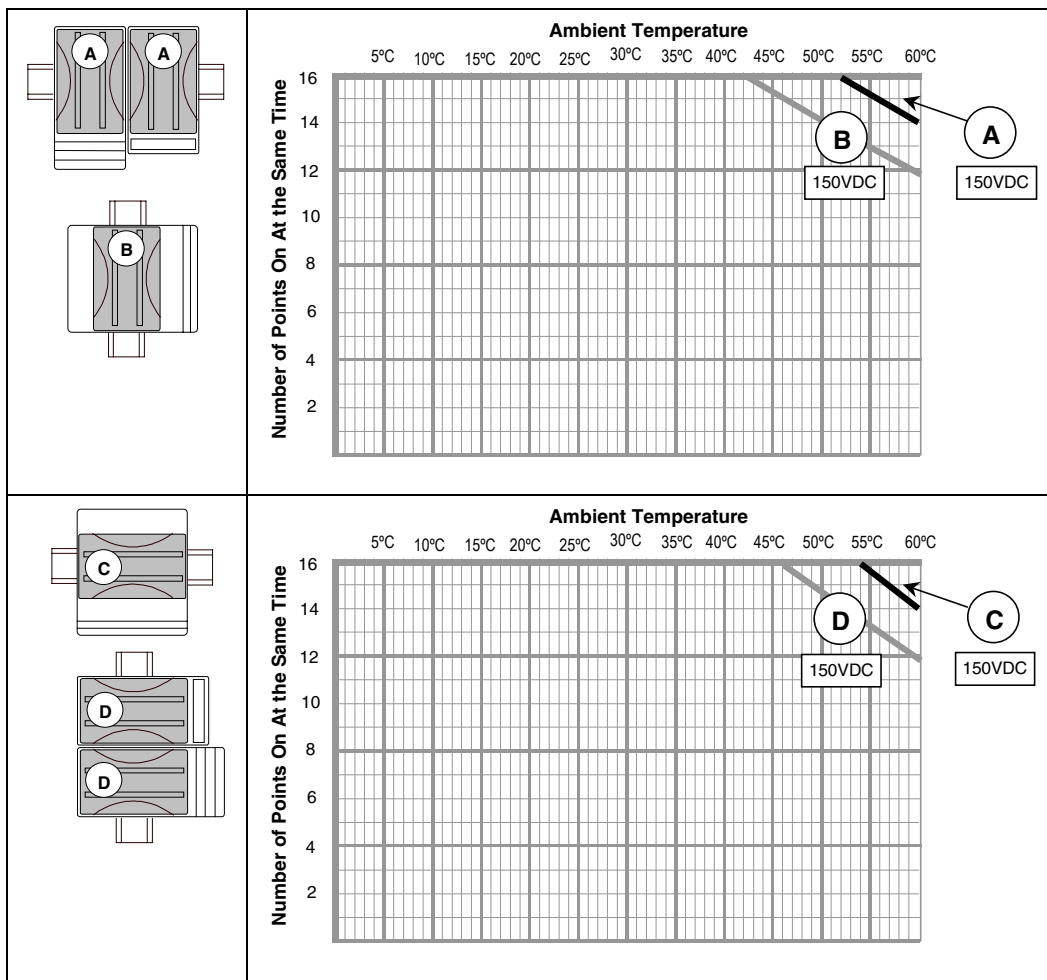 A A
B
Ambient Temperature
5ºC 10ºC 15ºC 20ºC 25ºC 30ºC 35ºC 40ºC 45ºC 50ºC 55ºC 60ºC
Number of Points On At the Same Time
16
14
12
10
8
6
4
2
B
150VDC
A
150VDC
C
D
D
Ambient Temperature
5ºC 10ºC 15ºC 20ºC 25ºC 30ºC 35ºC 40ºC 45ºC 50ºC 55ºC 60ºC
Number of Points On At the Same Time
16
14
12
10
8
6
4
2
D
150VDC
C
150VDC